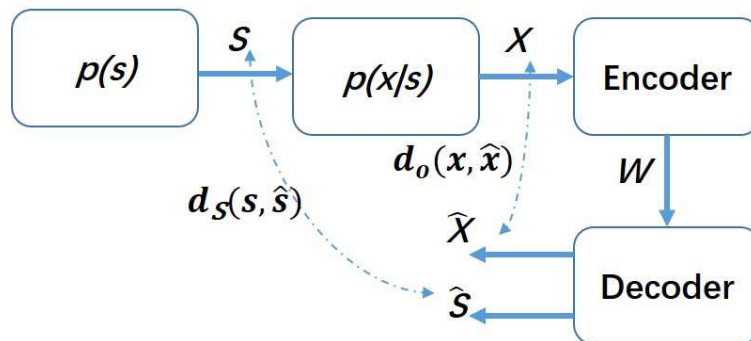 S
X
p(s)
p(x|s)
Encoder
d_o(x, x̂)
W
d_S(s, ŝ)
X̂
Decoder
Ŝ